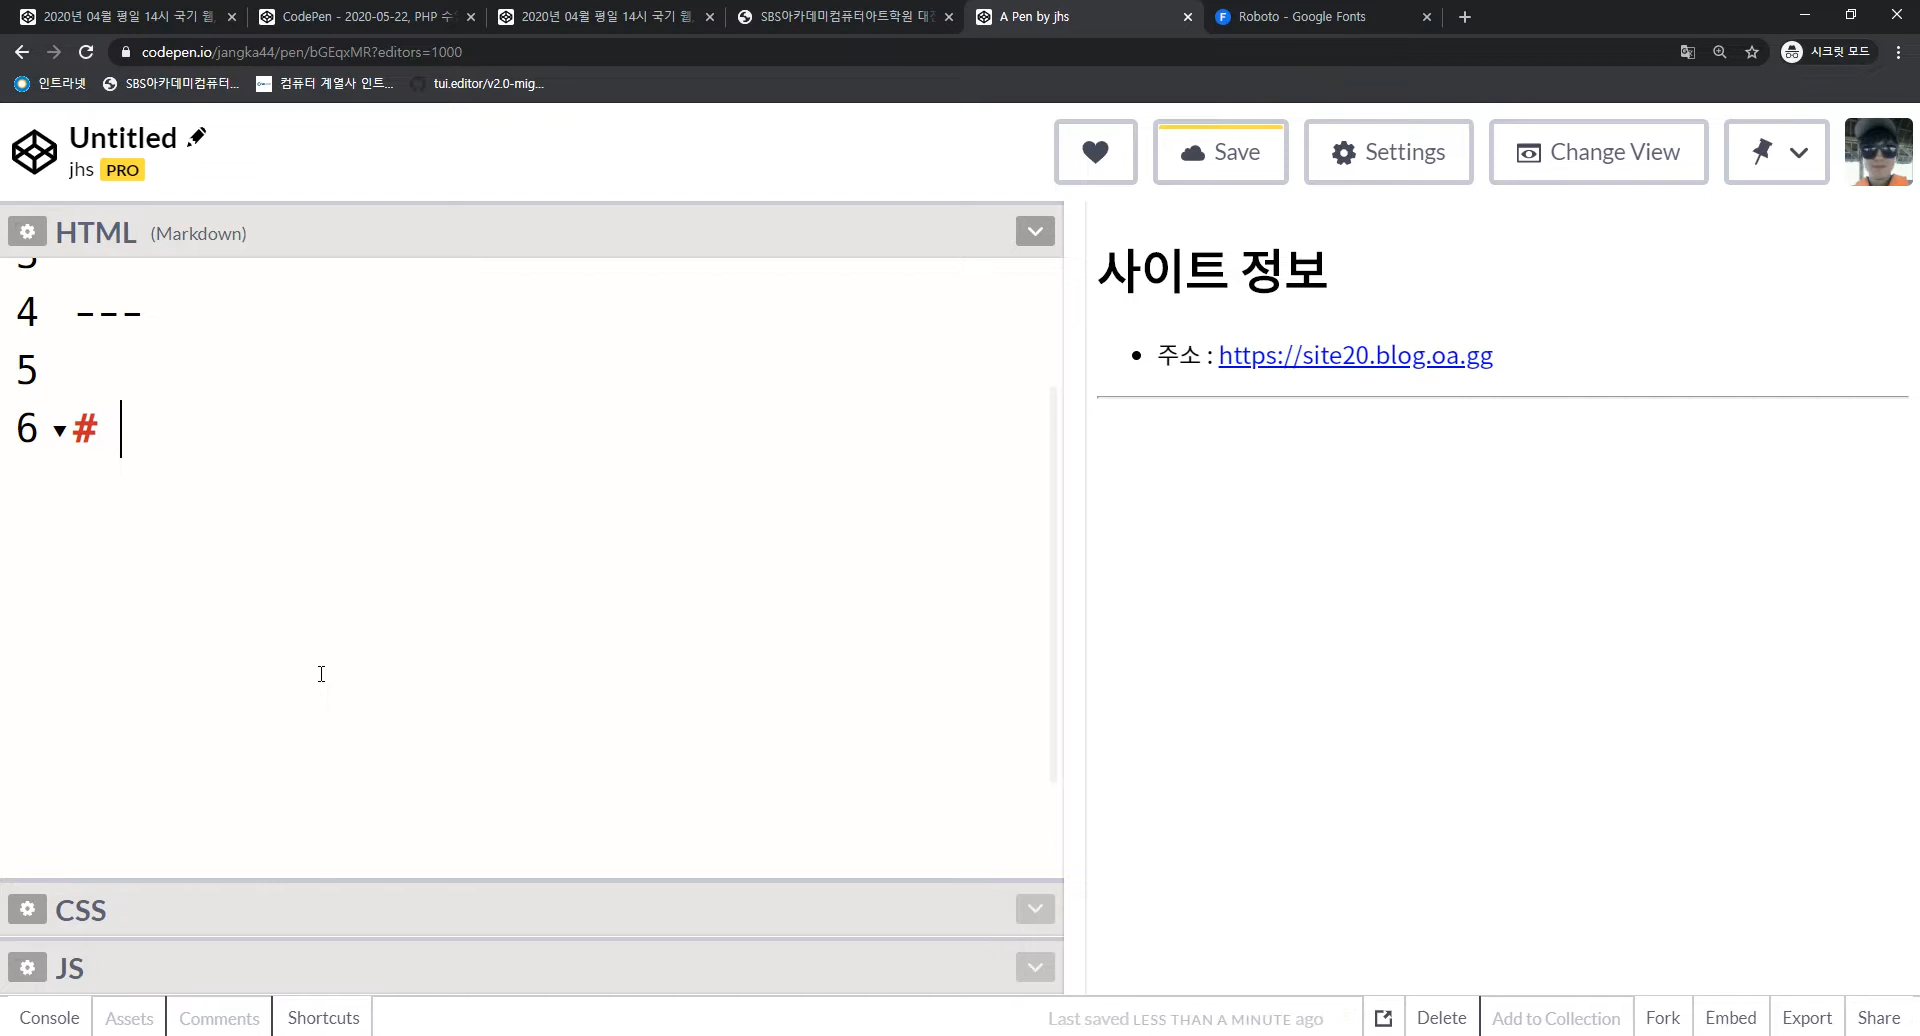 2020년 04월 평일 14시 국기 웹
CodePen - 2020-05-22, PHP 수
2020년 04월 평일 14시 국기 웹
SBS아카데미컴퓨터아트학원 대전
A Pen by jhs
Roboto - Google Fonts
codepen.io/jangka44/pen/bGEqxMR?editors=1000
시크릿 모드
인트라넷
SBS아카데미컴퓨터...
컴퓨터 계열사 인트...
tui.editor/v2.0-mig...
Untitled
jhs PRO
Save
Settings
Change View
HTML (Markdown)
3
4 ---
5
6 #
사이트 정보
• 주소 : https://site20.blog.oa.gg
CSS
JS
Console
Assets
Comments
Shortcuts
Last saved LESS THAN A MINUTE ago
Delete
Add to Collection
Fork
Embed
Export
Share